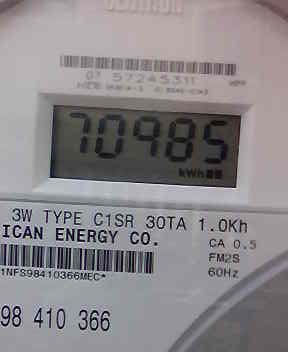 07 57245311
70985
kWh
3W TYPE C1SR 30TA 1.0Kh
ICAN ENERGY CO.
CA 0.5
FM2S
60Hz
1NFS98410366MEC*
98 410 366